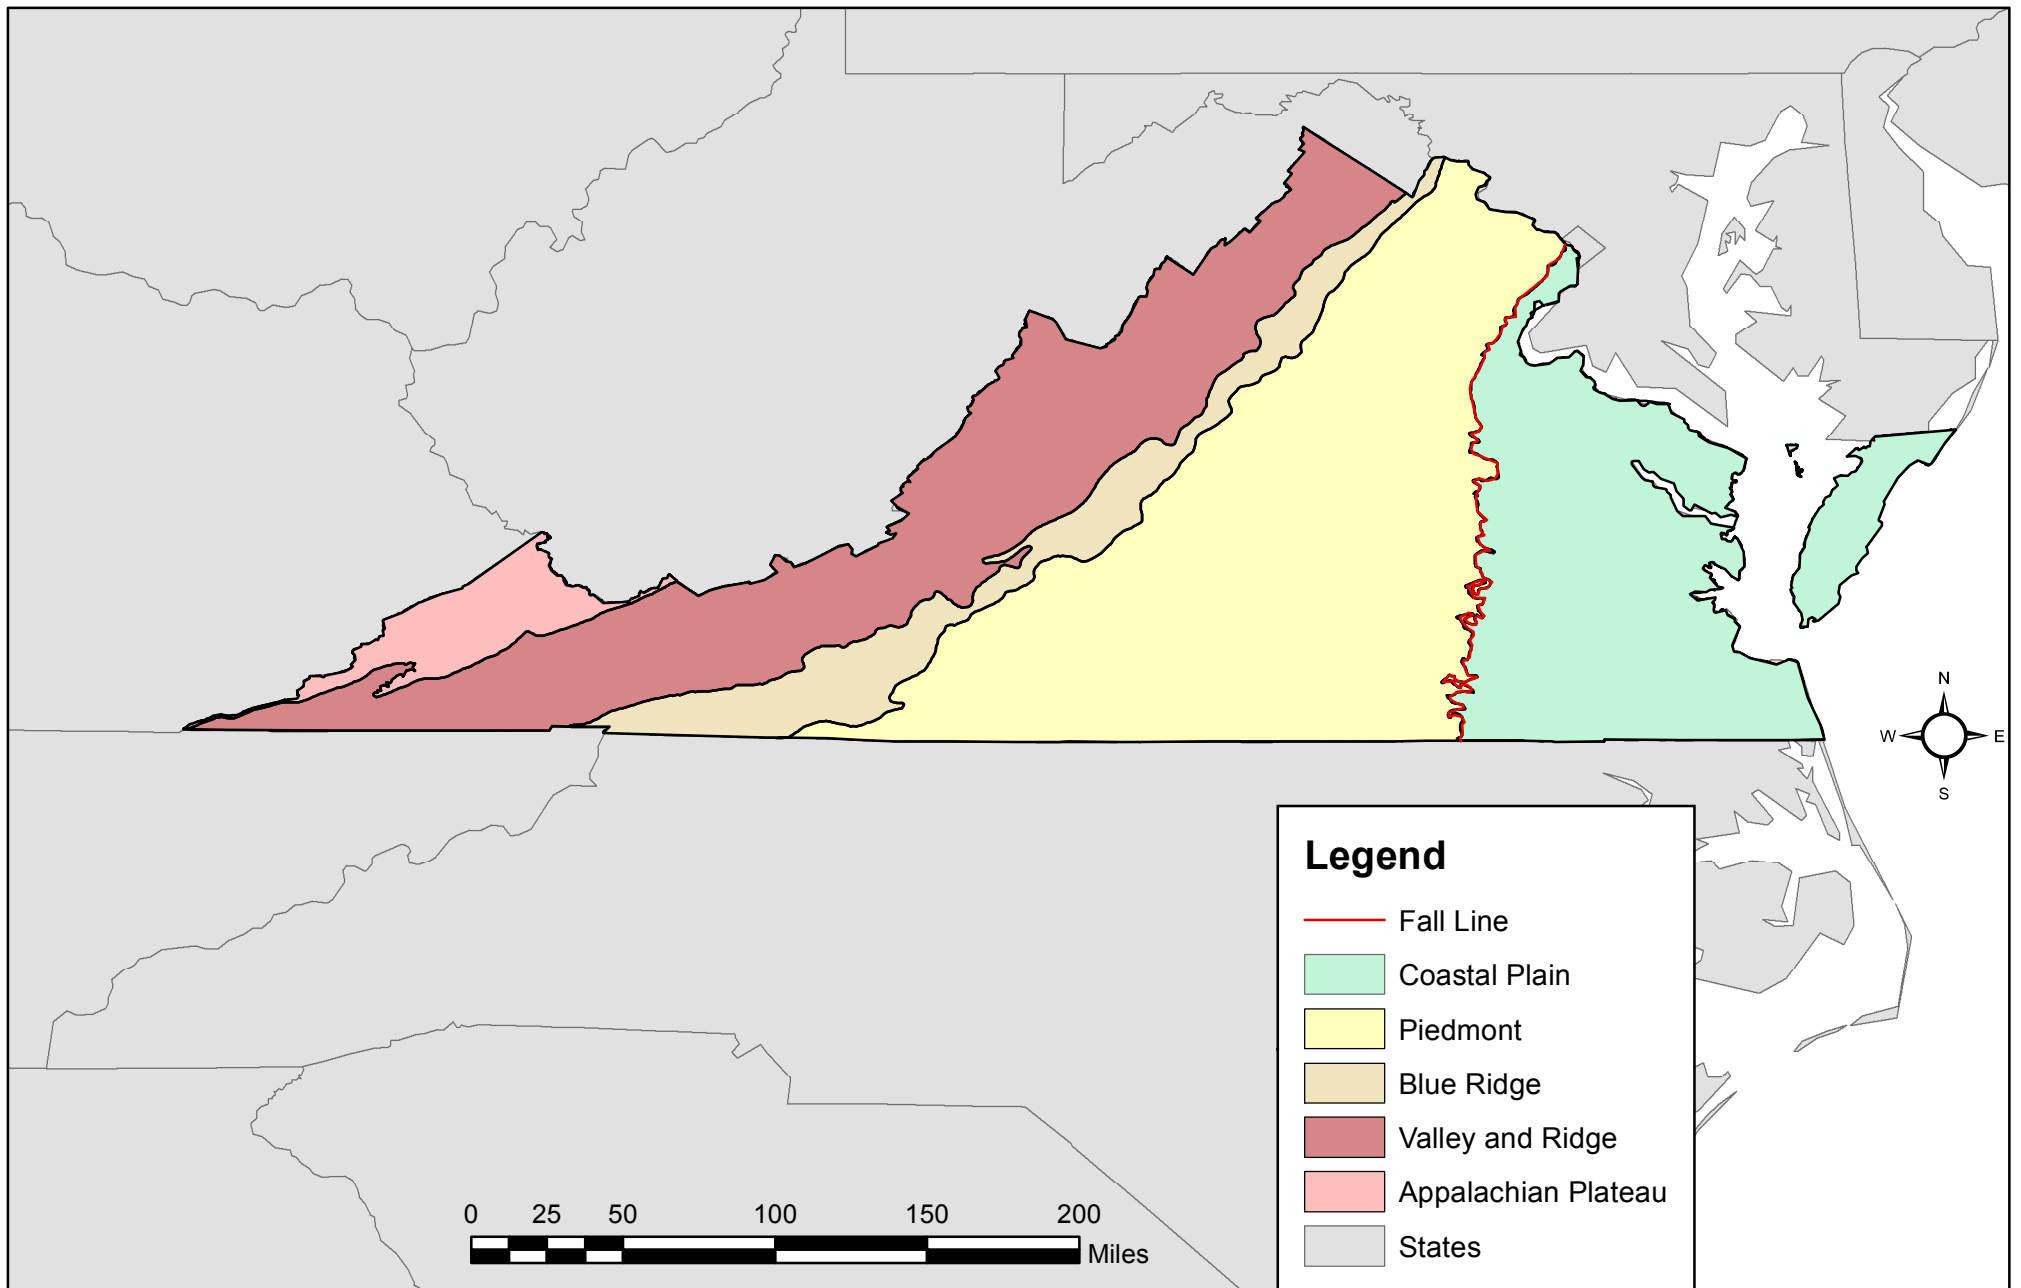 N
W E
S
Legend
Fall Line
Coastal Plain
Piedmont
Blue Ridge
Valley and Ridge
Appalachian Plateau
States
0 25 50 100 150 200
Miles